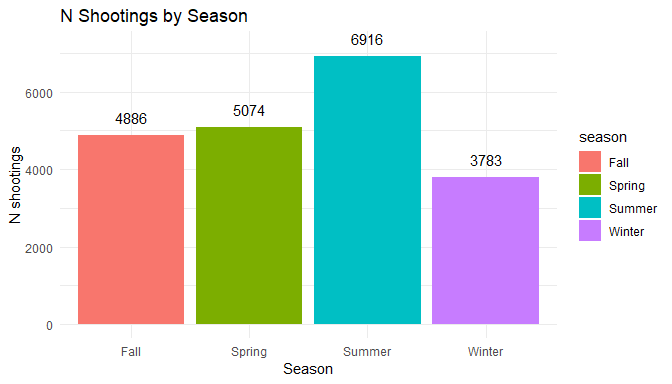 N Shootings by Season
6916
6000
4886
5074
4000
3783
2000
0
N shootings
Fall
Spring
Summer
Winter
Season
season
Fall
Spring
Summer
Winter